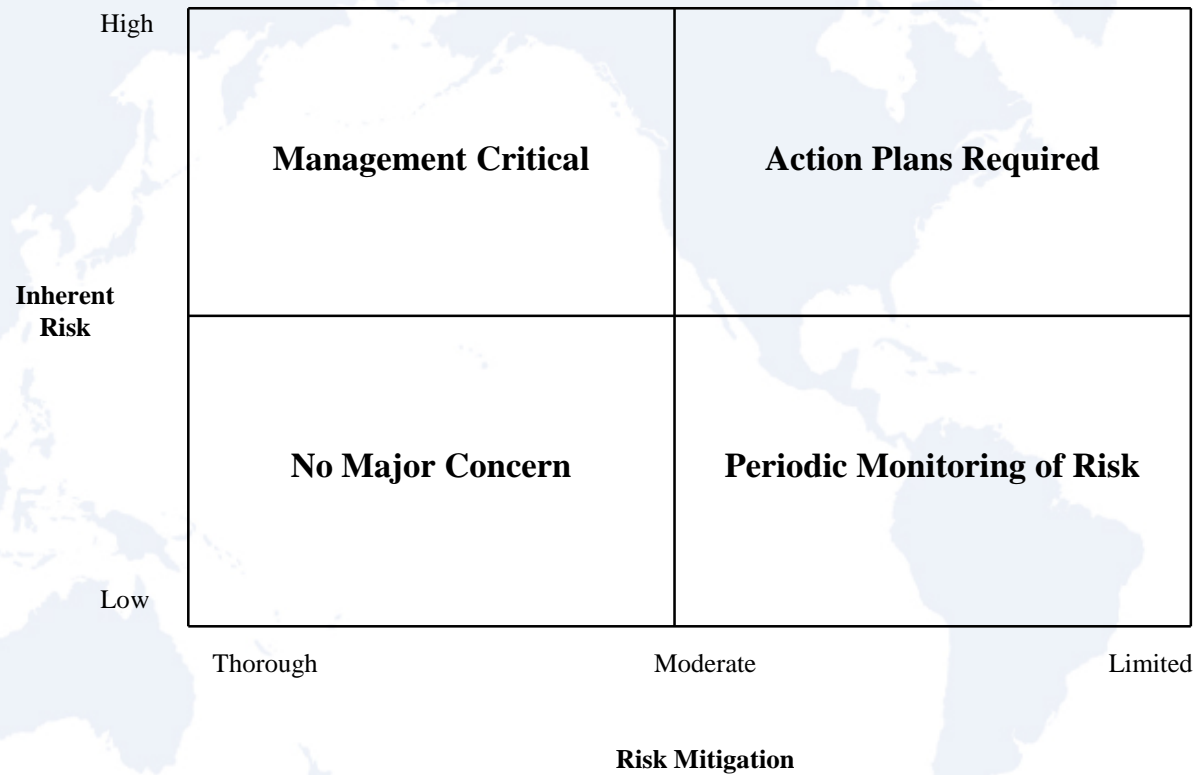 High
Management Critical
Action Plans Required
Inherent
Risk
No Major Concern
Periodic Monitoring of Risk
Low
Thorough
Moderate
Limited
Risk Mitigation